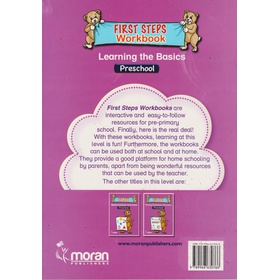 FIRST STEPS
Workbook
Learning the Basics
Preschool
First Steps Workbooks are
interactive and easy-to-follow
resources for pre-primary
school. Finally, here is the real deal!
With these workbooks, learning at this
level is fun! Furthermore, the workbooks
can be used both at school and at home.
They provide a good platform for home schooling
by parents, apart from being wonderful resources
that can be used by the teacher.
The other titles in this level are:
moran
PUBLISHERS
www.moranpublishers.com